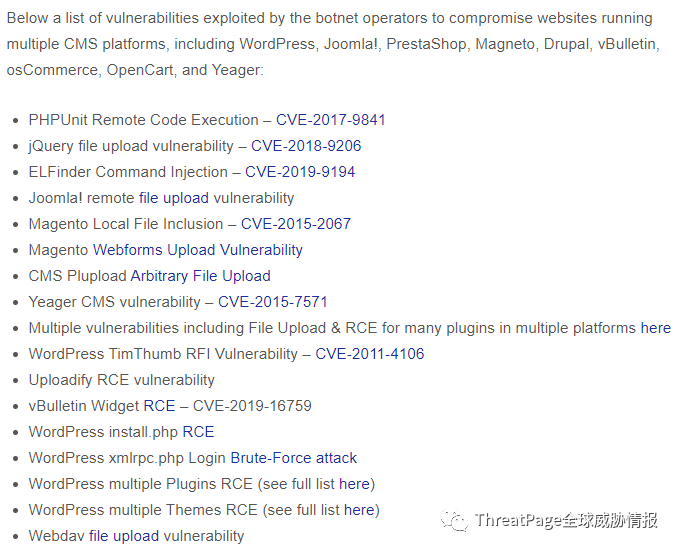 Below a list of vulnerabilities exploited by the botnet operators to compromise websites running
multiple CMS platforms, including WordPress, Joomla!, PrestaShop, Magneto, Drupal, vBulletin,
osCommerce, OpenCart, and Yeager:
• PHPUnit Remote Code Execution – CVE-2017-9841
• jQuery file upload vulnerability – CVE-2018-9206
• ELFinder Command Injection – CVE-2019-9194
• Joomla! remote file upload vulnerability
• Magento Local File Inclusion – CVE-2015-2067
• Magento Webforms Upload Vulnerability
• CMS Plupload Arbitrary File Upload
• Yeager CMS vulnerability – CVE-2015-7571
• Multiple vulnerabilities including File Upload & RCE for many plugins in multiple platforms here
• WordPress TimThumb RFI Vulnerability – CVE-2011-4106
• Uploadify RCE vulnerability
• vBulletin Widget RCE – CVE-2019-16759
• WordPress install.php RCE
• WordPress xmlrpc.php Login Brute-Force attack
• WordPress multiple Plugins RCE (see full list here)
• WordPress multiple Themes RCE (see full list here)
• Webdav file upload vulnerability
ThreatPage全球威胁情报